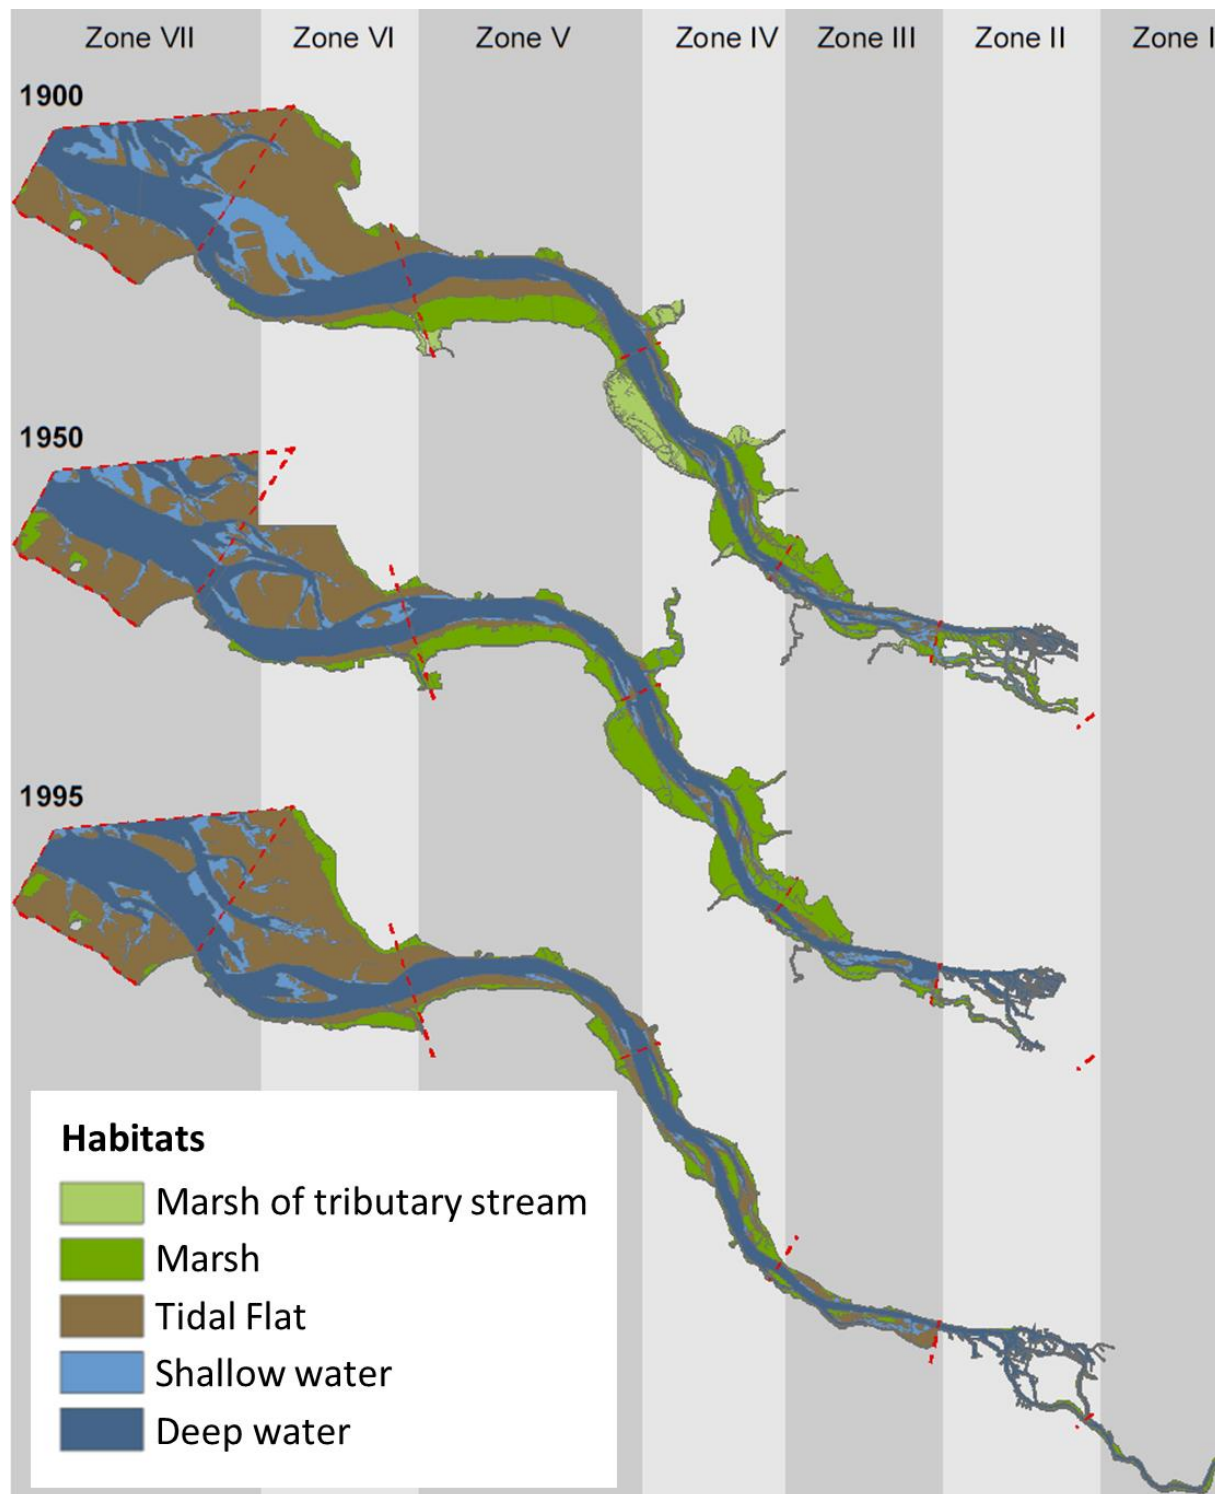 Zone VII Zone VI Zone V Zone IV Zone III Zone II Zone I
1900
1950
1995
Habitats
Marsh of tributary stream
Marsh
Tidal Flat
Shallow water
Deep water